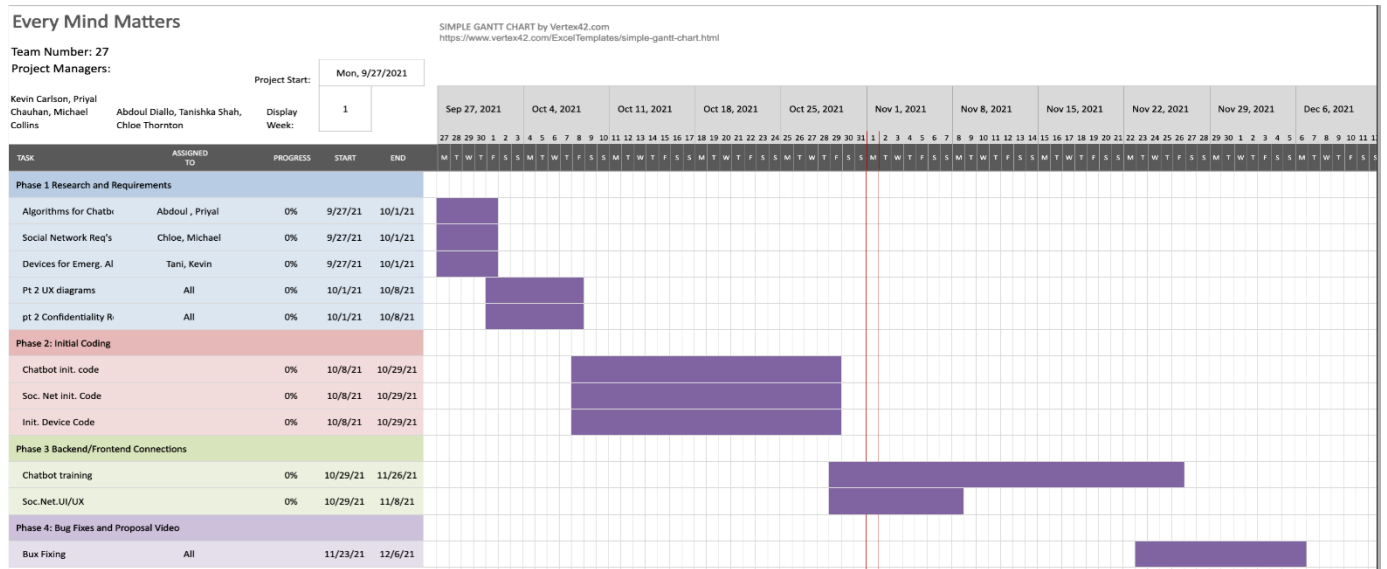 Every Mind Matters
SIMPLE GANTT CHART by Vertex42.com
https://www.vertex42.com/ExcelTemplates/simple-gantt-chart.html
Team Number: 27
Project Managers:
Project Start: Mon, 9/27/2021
Kevin Carlson, Priyal
Chauhan, Michael
Collins
Abdoul Diallo, Tanishka Shah,
Chloe Thornton
Display
Week:
1
Sep 27, 2021 Oct 4, 2021 Oct 11, 2021 Oct 18, 2021 Oct 25, 2021 Nov 1, 2021 Nov 8, 2021 Nov 15, 2021 Nov 22, 2021 Nov 29, 2021 Dec 6, 2021
27 28 29 30 1 2 3 4 5 6 7 8 9 10 11 12 13 14 15 16 17 18 19 20 21 22 23 24 25 26 27 28 29 30 31 1 2 3 4 5 6 7 8 9 10 11 12 13 14 15 16 17 18 19 20 21 22 23 24 25 26 27 28 29 30 1 2 3 4 5 6 7 8 9 10 11 1
TASK ASSIGNED TO PROGRESS START END M T W T F S S M T W T F S S M T W T F S S M T W T F S S M T W T F S S M T W T F S S M T W T F S S M T W T F S S M T W T F S S M T W T F S S M T W T F S S
Phase 1 Research and Requirements
Algorithms for Chatb Abdoul , Priyal 0% 9/27/21 10/1/21
Social Network Req's Chloe, Michael 0% 9/27/21 10/1/21
Devices for Emerg. Al Tani, Kevin 0% 9/27/21 10/1/21
Pt 2 UX diagrams All 0% 10/1/21 10/8/21
pt 2 Confidentiality R All 0% 10/1/21 10/8/21
Phase 2: Initial Coding
Chatbot init. code 0% 10/8/21 10/29/21
Soc. Net init. Code 0% 10/8/21 10/29/21
Init. Device Code 0% 10/8/21 10/29/21
Phase 3 Backend/Frontend Connections
Chatbot training 0% 10/29/21 11/26/21
Soc.Net.UI/UX 0% 10/29/21 11/8/21
Phase 4: Bug Fixes and Proposal Video
Bux Fixing All 11/23/21 12/6/21